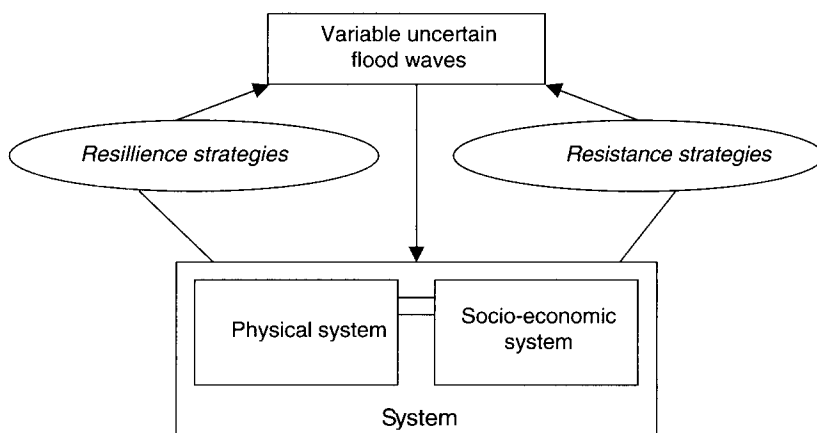 Variable uncertain
flood waves
Resillience strategies
Resistance strategies
Physical system
Socio-economic
system
System